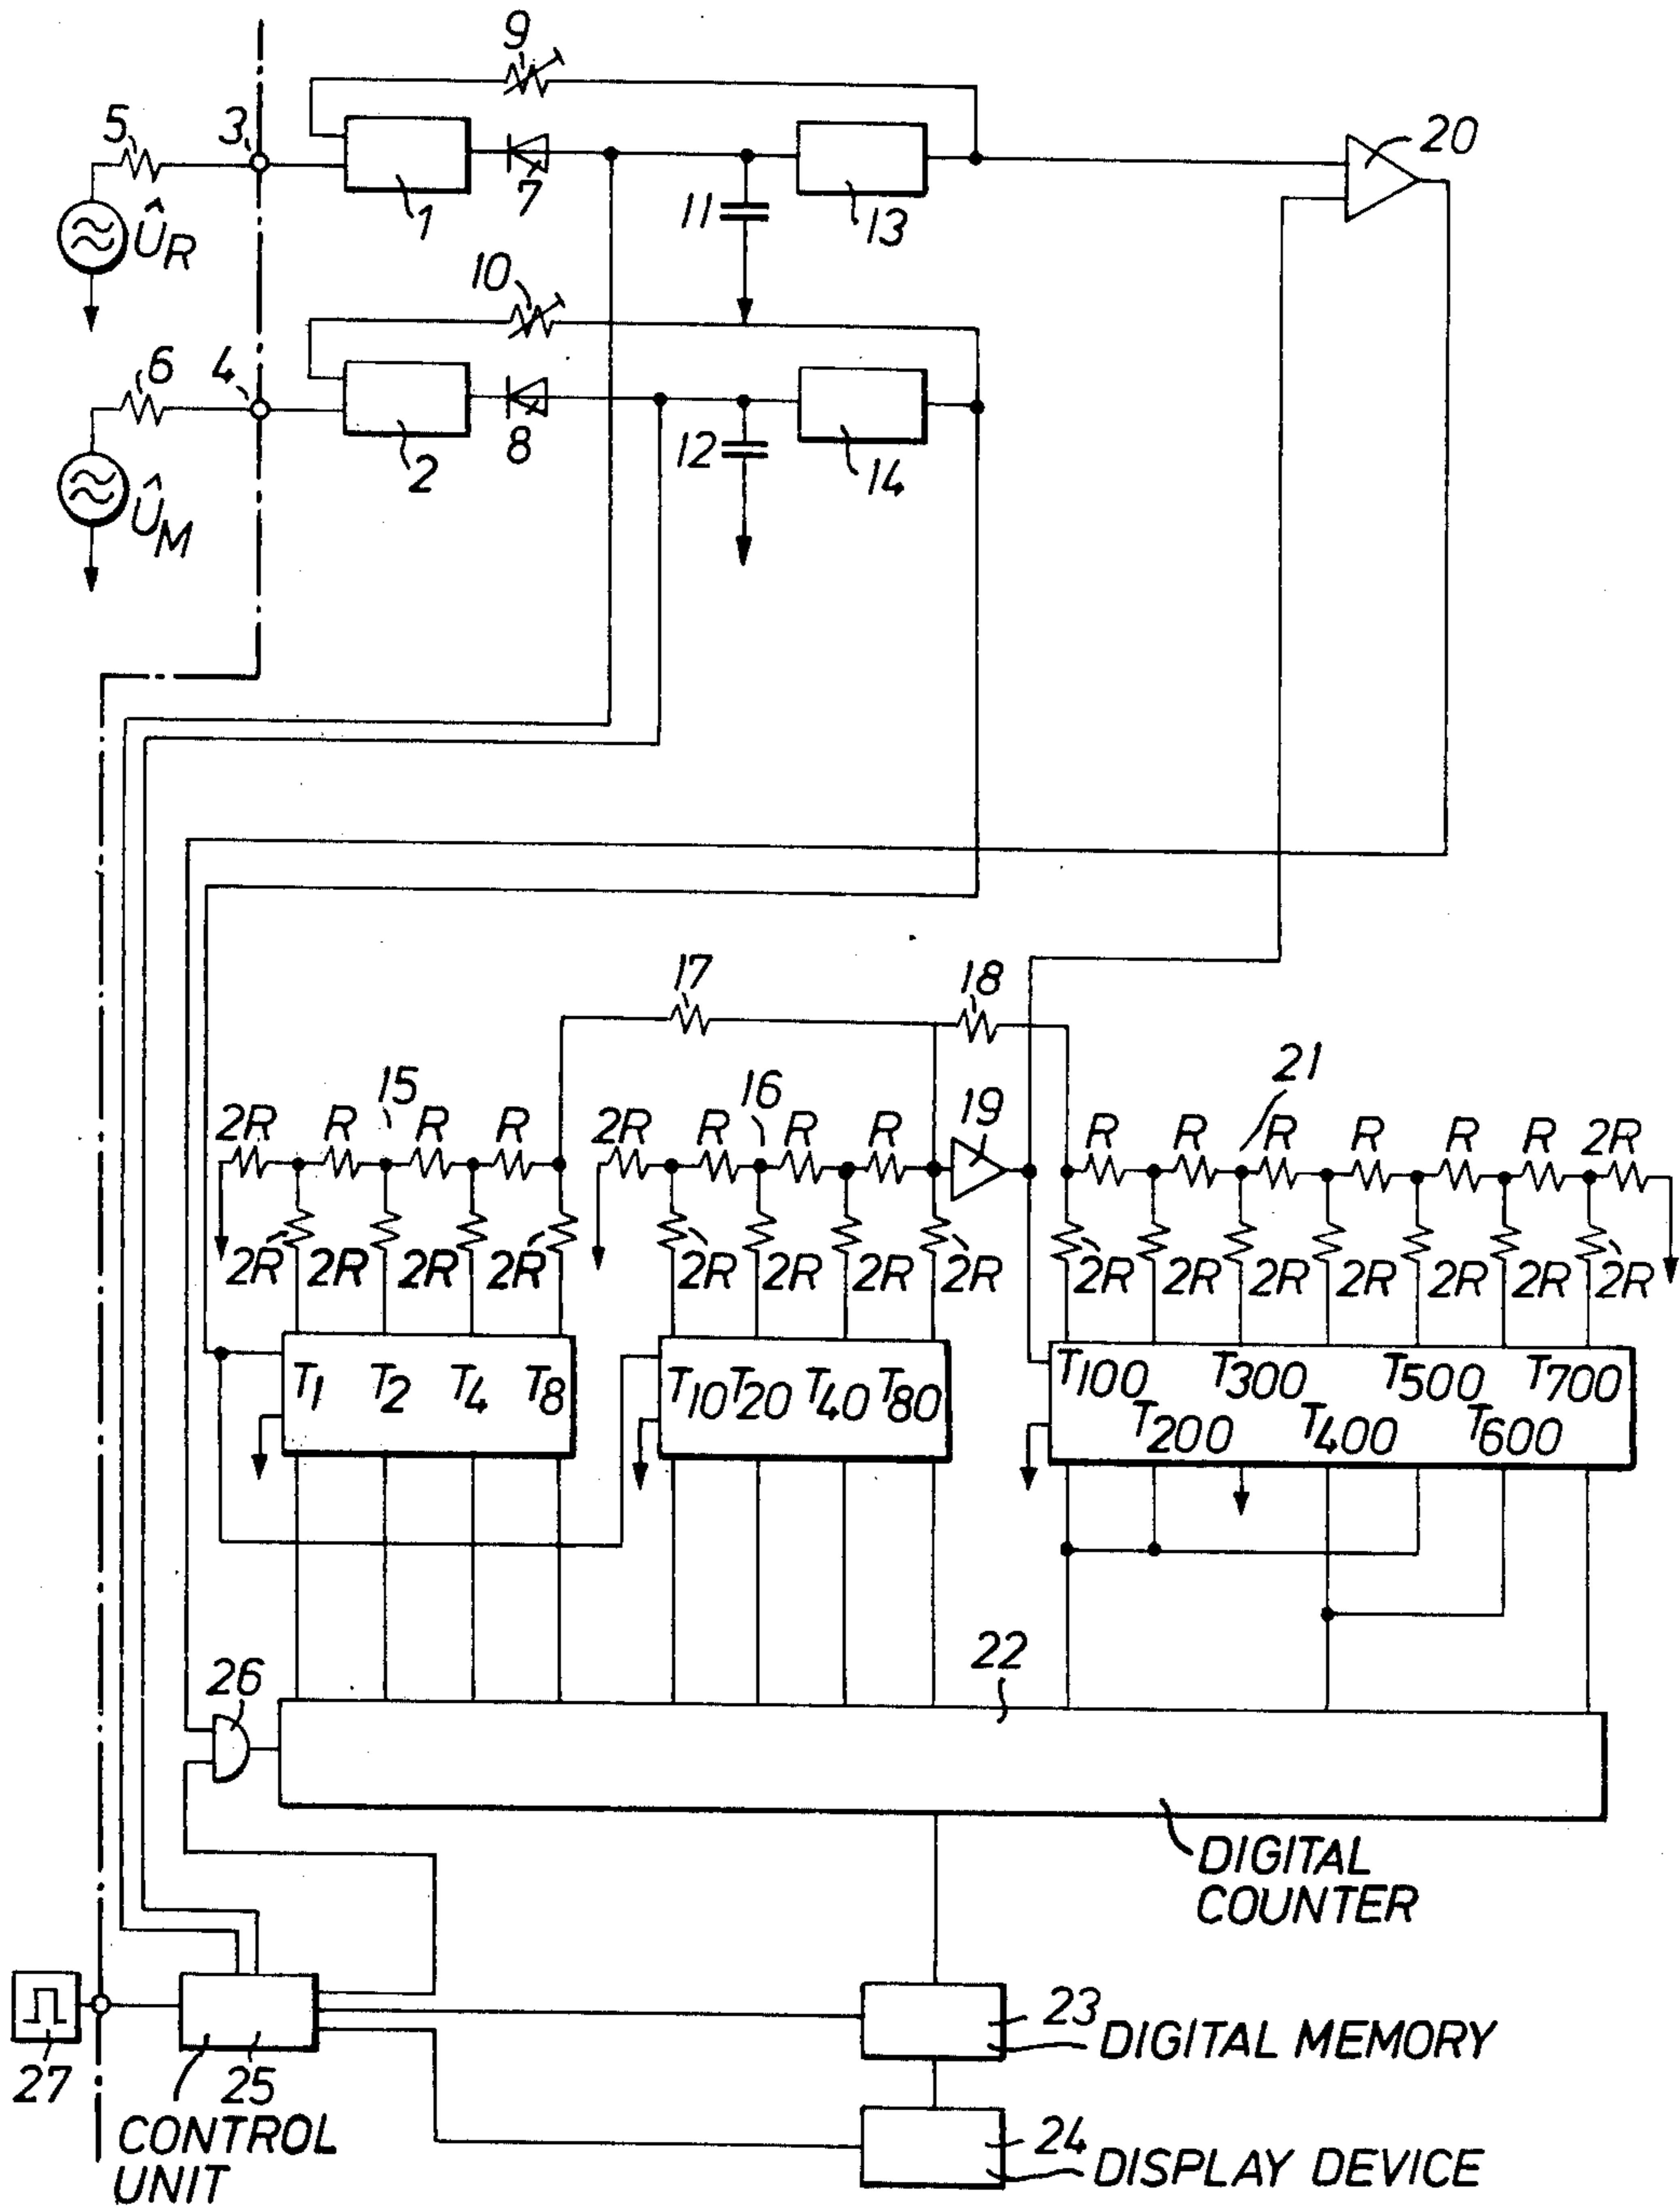 9
5
3
20
7
1
11
13
ÛR
10
6
4
8
2
12
14
ÛM
17
18
15
16
19
21
2R R R R
2R R R R
R R R R R R 2R
2R 2R 2R 2R
2R 2R 2R 2R
2R 2R 2R 2R 2R 2R 2R
T1 T2 T4 T8
T10 T20 T40 T80
T100 T300 T500 T700
T200 T400 T600
22
26
DIGITAL
COUNTER
27
25
CONTROL
UNIT
23
DIGITAL MEMORY
24
DISPLAY DEVICE